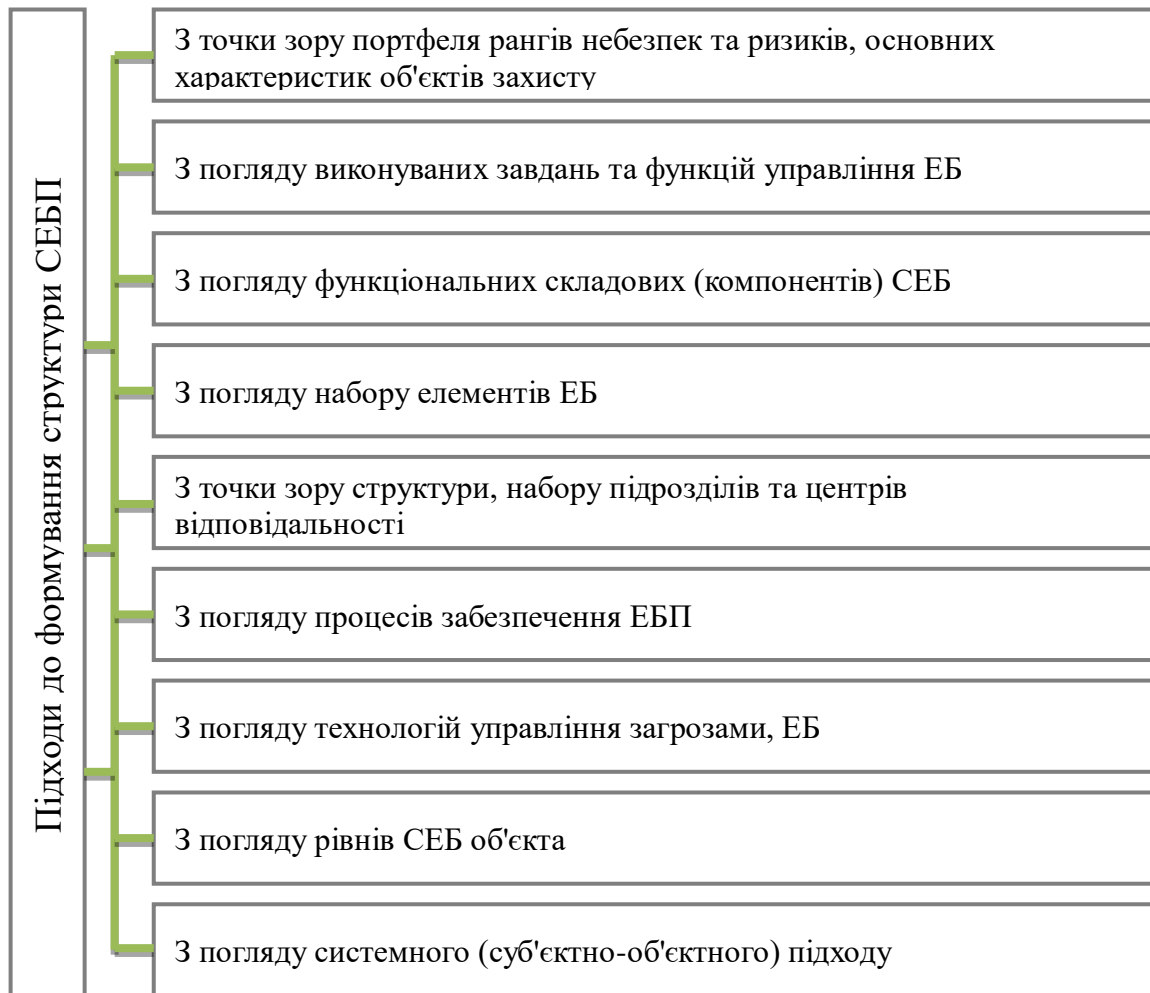 Підходи до формування структури СЕБП
З точки зору портфеля рангів небезпек та ризиків, основних
характеристик об'єктів захисту
З погляду виконуваних завдань та функцій управління ЕБ
З погляду функціональних складових (компонентів) СЕБ
З погляду набору елементів ЕБ
З точки зору структури, набору підрозділів та центрів
відповідальності
З погляду процесів забезпечення ЕБП
З погляду технологій управління загрозами, ЕБ
З погляду рівнів СЕБ об'єкта
З погляду системного (суб'єктно-об'єктного) підходу